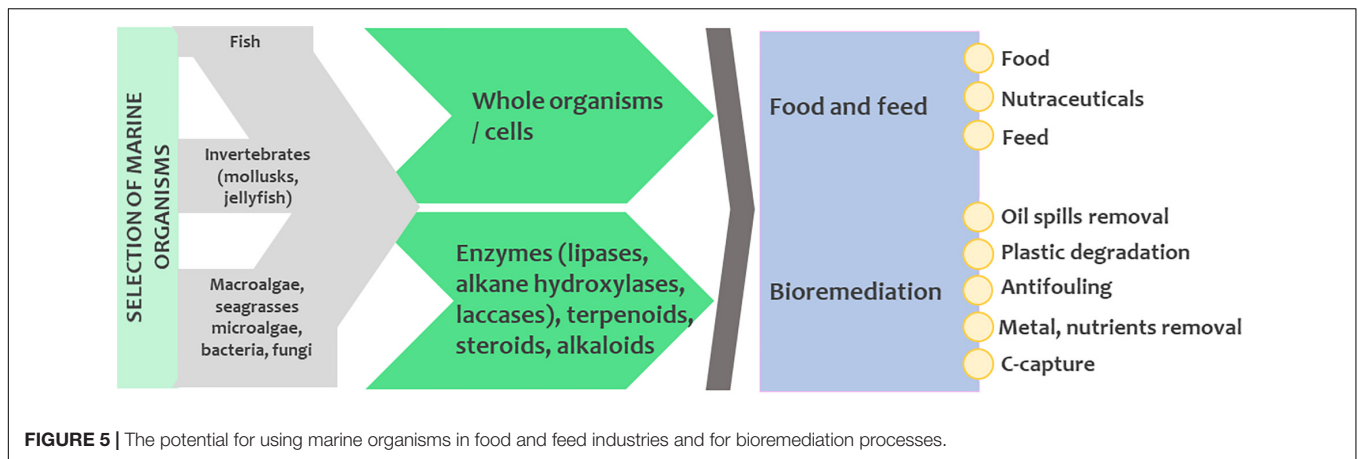 SELECTION OF MARINE
ORGANISMS
Fish
Invertebrates
(mollusks,
jellyfish)
Macroalgae,
seagrasses
microalgae,
bacteria, fungi
Whole organisms
/ cells
Enzymes (lipases,
alkane hydroxylases,
laccases), terpenoids,
steroids, alkaloids
Food and feed
Food
Nutraceuticals
Feed
Bioremediation
Oil spills removal
Plastic degradation
Antifouling
Metal, nutrients removal
C-capture
FIGURE 5 | The potential for using marine organisms in food and feed industries and for bioremediation processes.